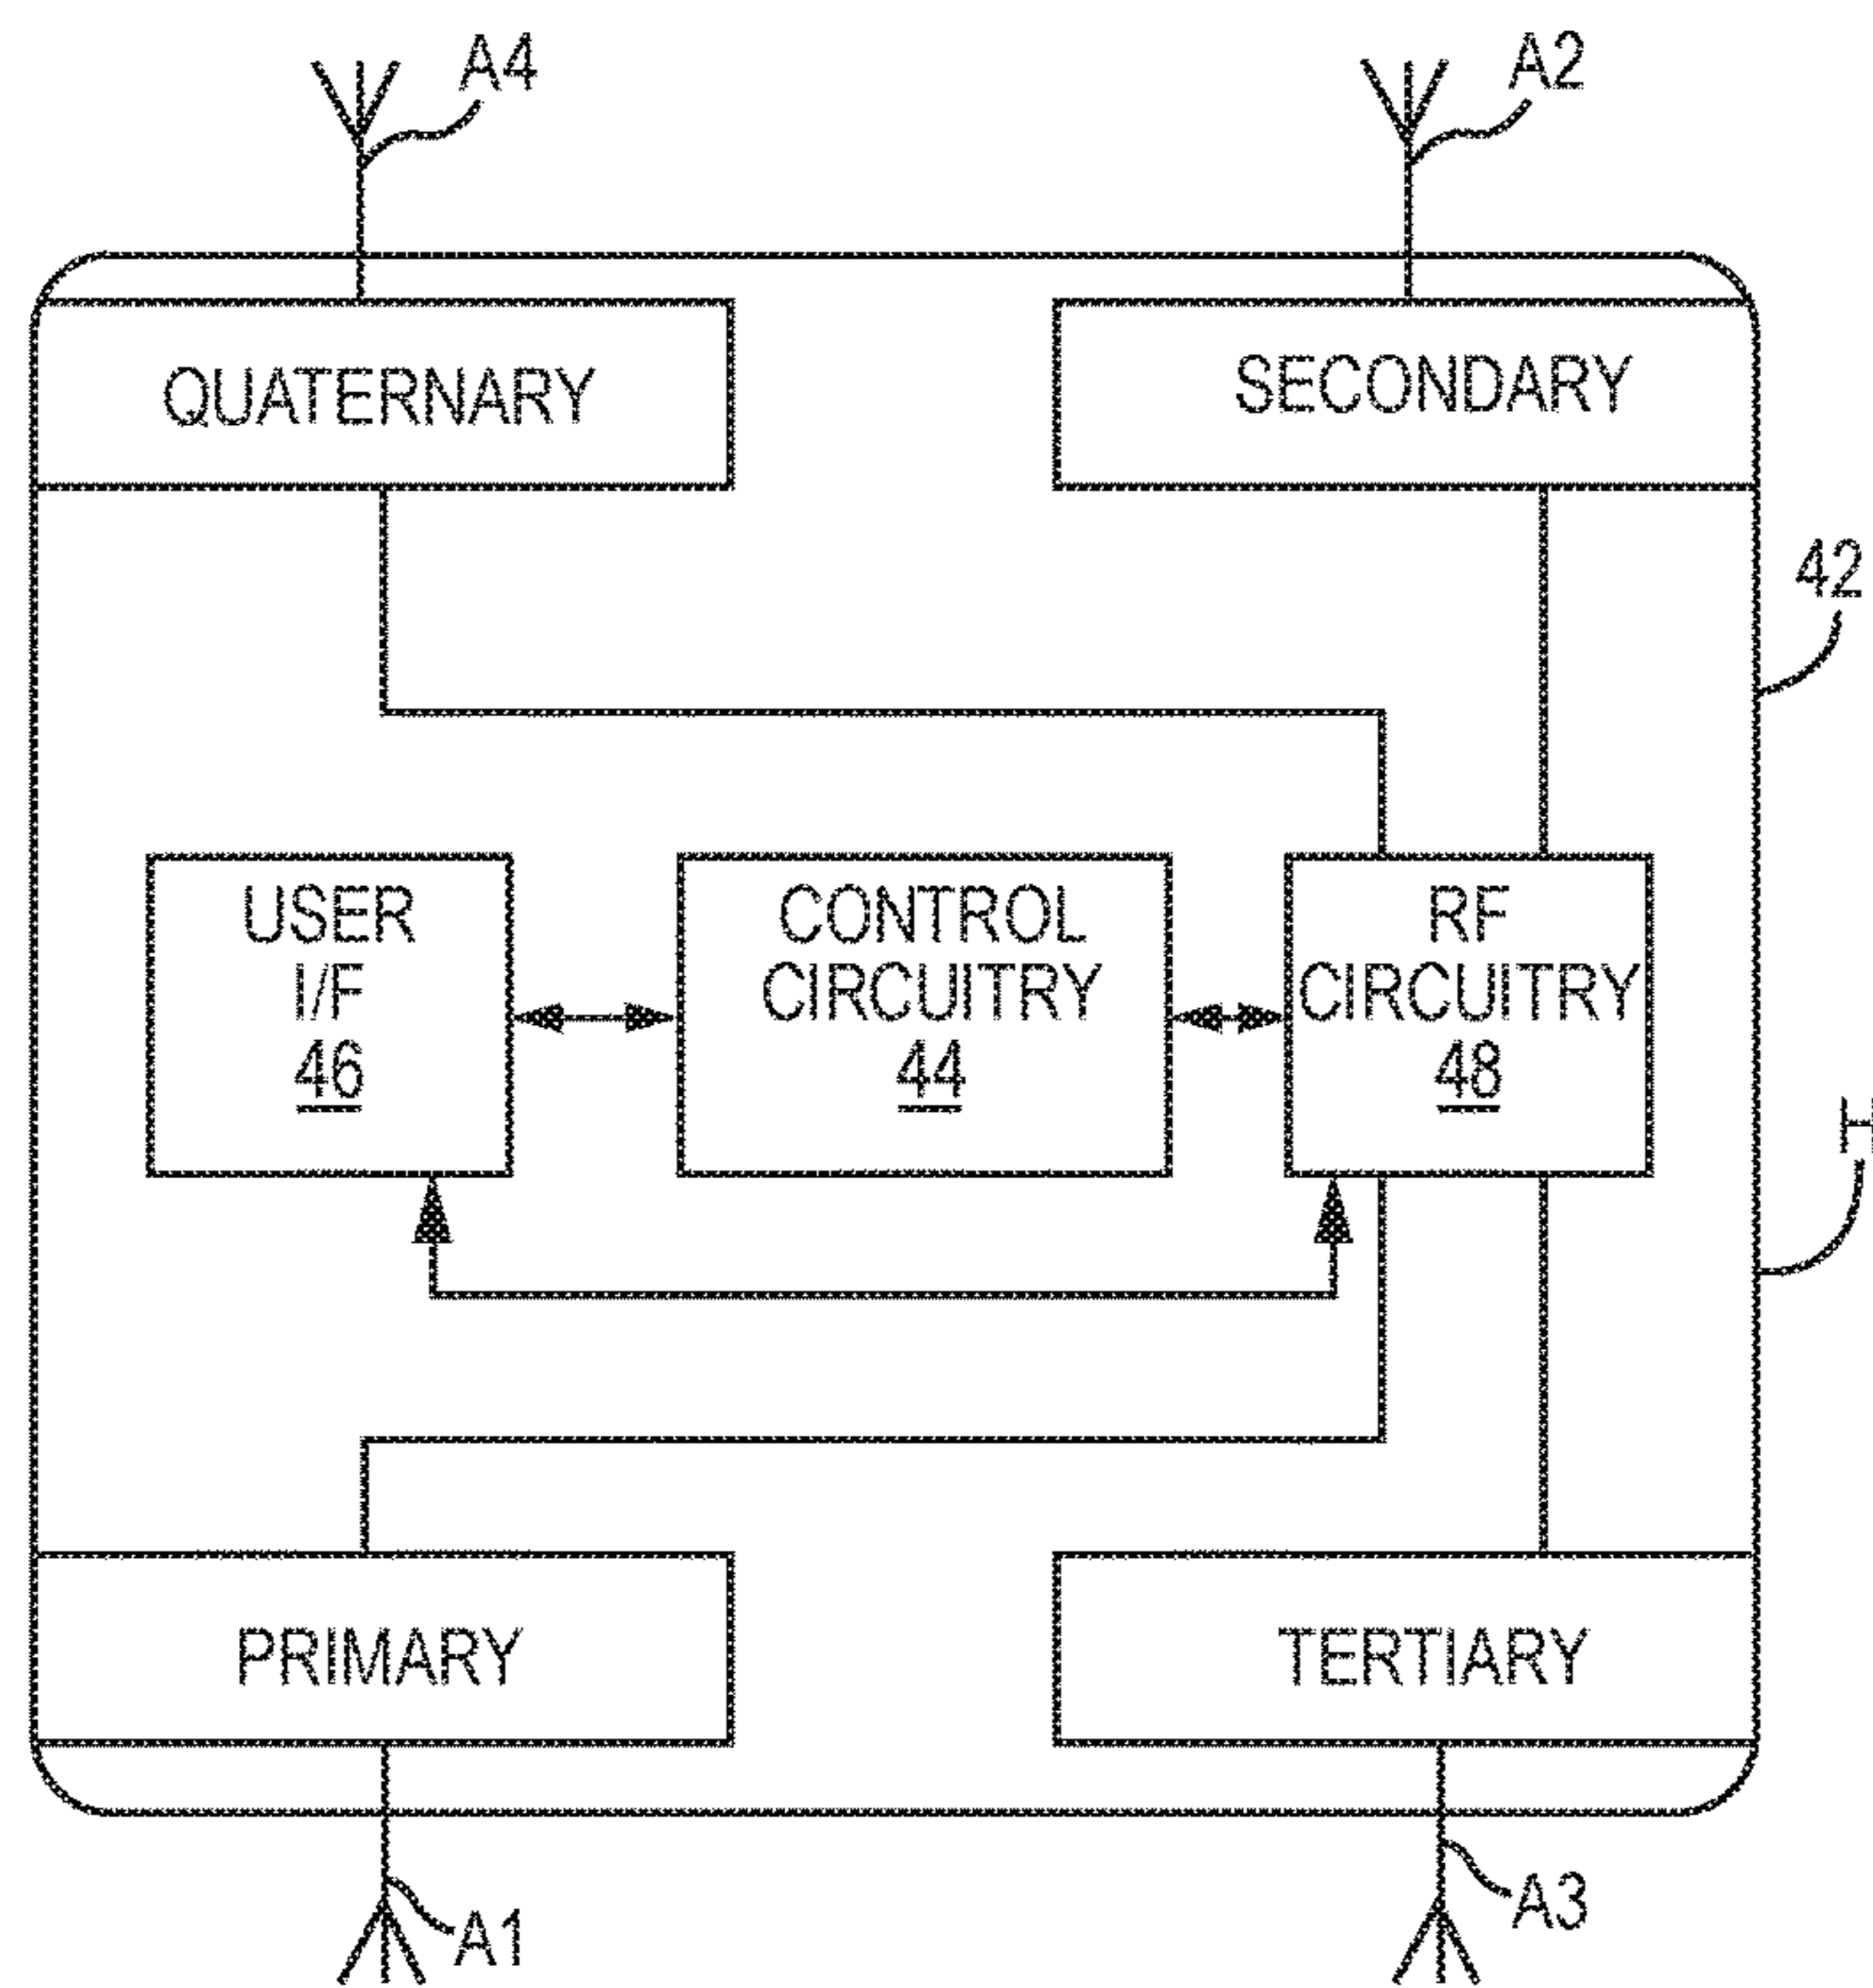 A4
A2
QUATERNARY
SECONDARY
42
USER
I/F
46
CONTROL
CIRCUITRY
44
RF
CIRCUITRY
48
H
PRIMARY
TERTIARY
A1
A3